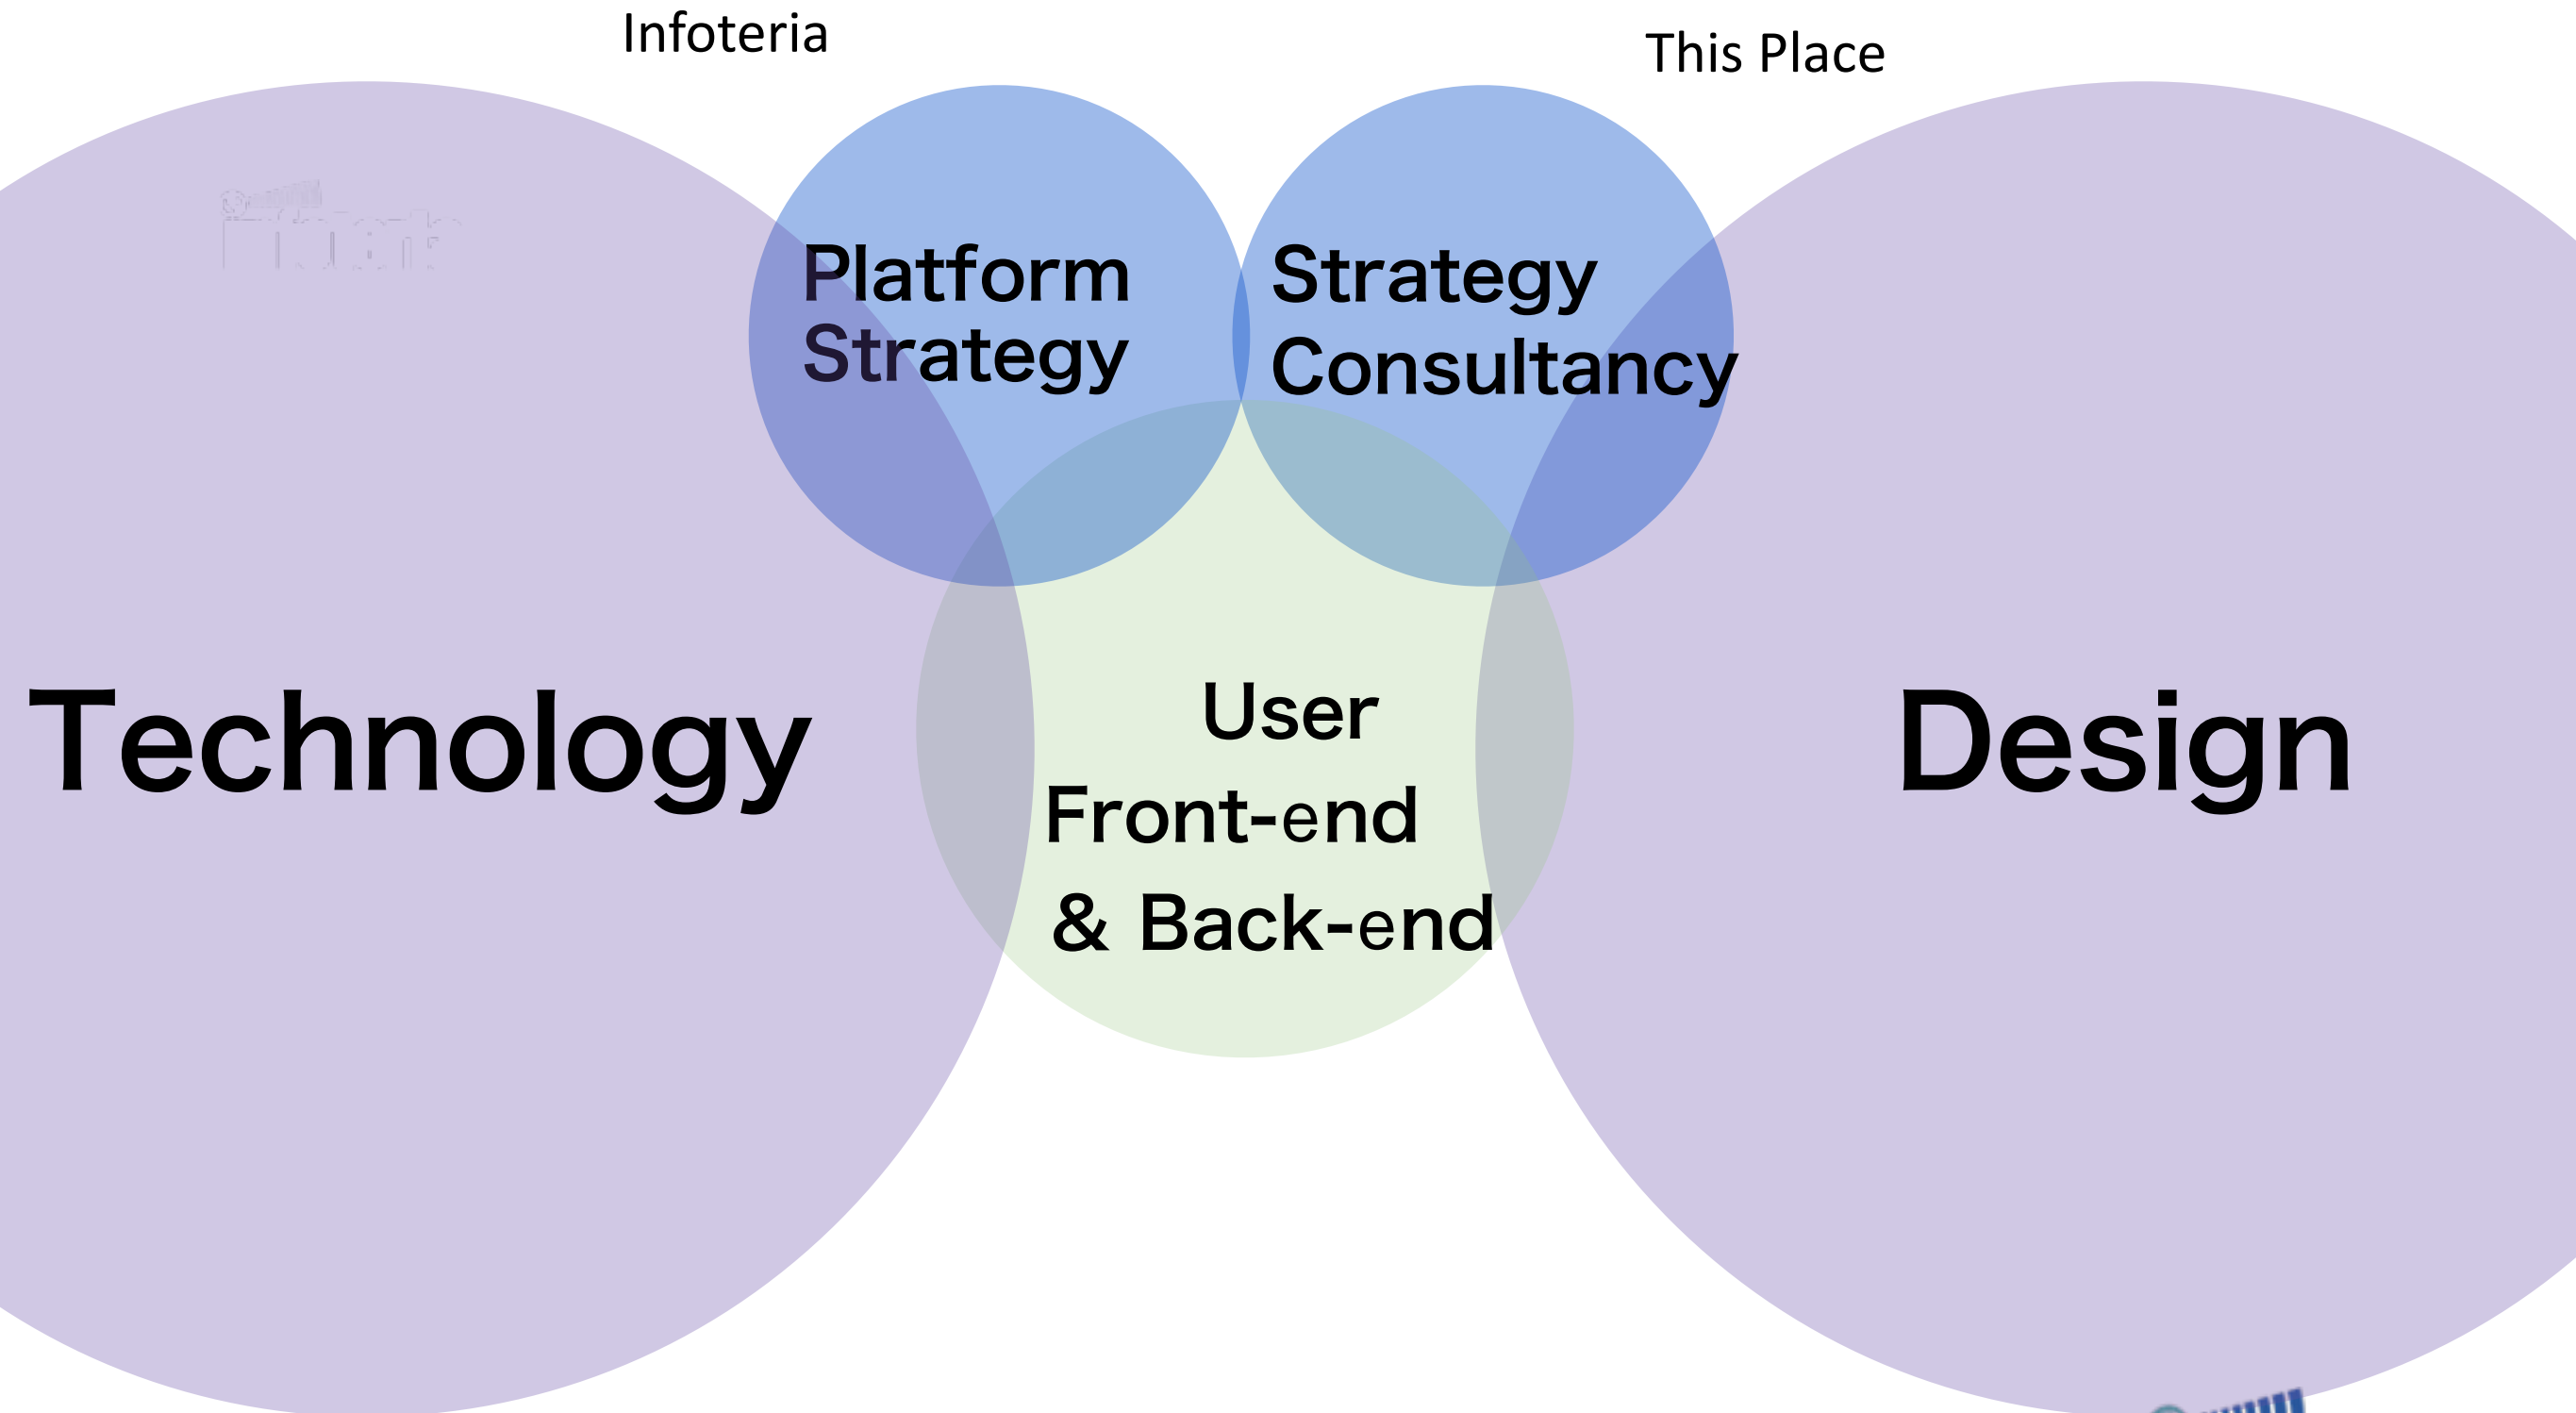 Infoteria
This Place
Platform
Strategy
Strategy
Consultancy
Technology
User
Front-end
& Back-end
Design